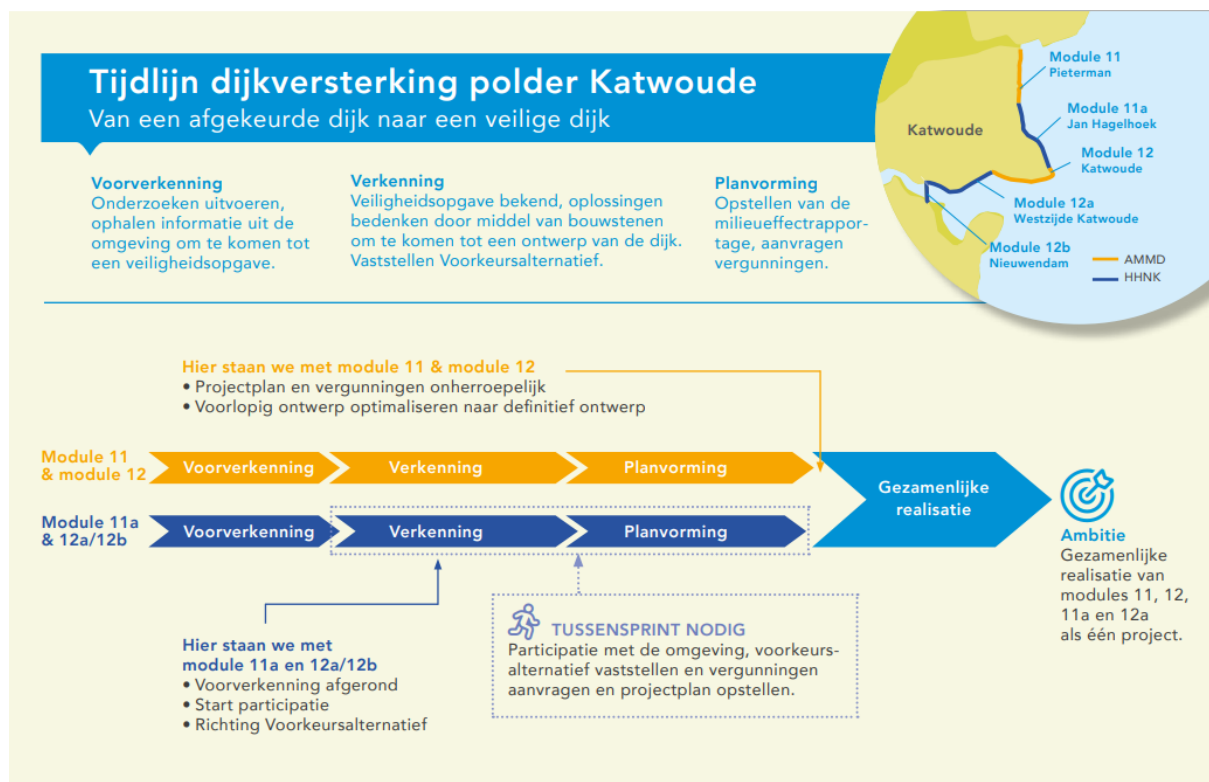 Tijdlijn dijkversterking polder Katwoude
Van een afgekeurde dijk naar een veilige dijk
Katwoude
Module 11
Pieterman
Module 11a
Jan Hagelhoek
Module 12
Katwoude
Module 12a
Westzijde Katwoude
Module 12b
Nieuwendam
AMMD
HHNK
Voorverkenning
Onderzoeken uitvoeren,
ophalen informatie uit de
omgeving om te komen tot
een veiligheidsopgave.
Verkenning
Veiligheidsopgave bekend, oplossingen
bedenken door middel van bouwstenen
om te komen tot een ontwerp van de dijk.
Vaststellen Voorkeursalternatief.
Planvorming
Opstellen van de
milieueffectrappor-
tage, aanvragen
vergunningen.
Hier staan we met module 11 & module 12
• Projectplan en vergunningen onherroepelijk
• Voorlopig ontwerp optimaliseren naar definitief ontwerp
Module 11
& module 12
Voorverkenning
Verkenning
Planvorming
Module 11a
& 12a/12b
Voorverkenning
Verkenning
Planvorming
Gezamenlijke
realisatie
Ambitie
Gezamenlijke
realisatie van
modules 11, 12,
11a en 12a
als één project.
Hier staan we met
module 11a en 12a/12b
• Voorverkenning afgerond
• Start participatie
• Richting Voorkeursalternatief
TUSSENSPRINT NODIG
Participatie met de omgeving, voorkeurs-
alternatief vaststellen en vergunningen
aanvragen en projectplan opstellen.